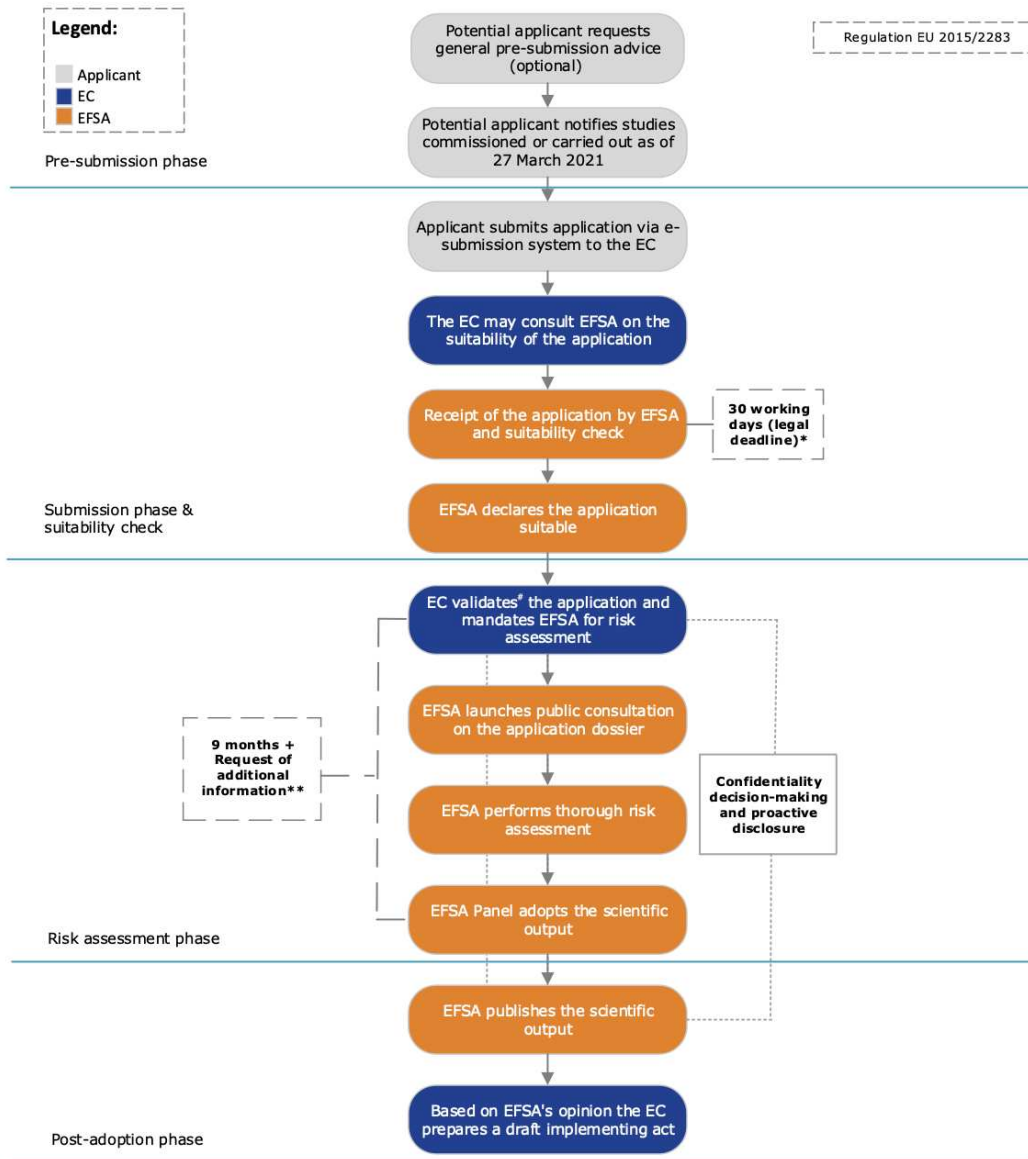 Legend:
Applicant
EC
EFSA
Regulation EU 2015/2283
Potential applicant requests
general pre-submission advice
(optional)
Potential applicant notifies studies
commissioned or carried out as of
27 March 2021
Pre-submission phase
Applicant submits application via e-
submission system to the EC
The EC may consult EFSA on the
suitability of the application
Receipt of the application by EFSA
and suitability check
30 working
days (legal
deadline)*
EFSA declares the application
suitable
Submission phase &
suitability check
EC validates# the application and
mandates EFSA for risk
assessment
EFSA launches public consultation
on the application dossier
9 months +
Request of
additional
information**
Confidentiality
decision-making
and proactive
disclosure
EFSA performs thorough risk
assessment
EFSA Panel adopts the scientific
output
Risk assessment phase
EFSA publishes the scientific
output
Based on EFSA's opinion the EC
prepares a draft implementing act
Post-adoption phase